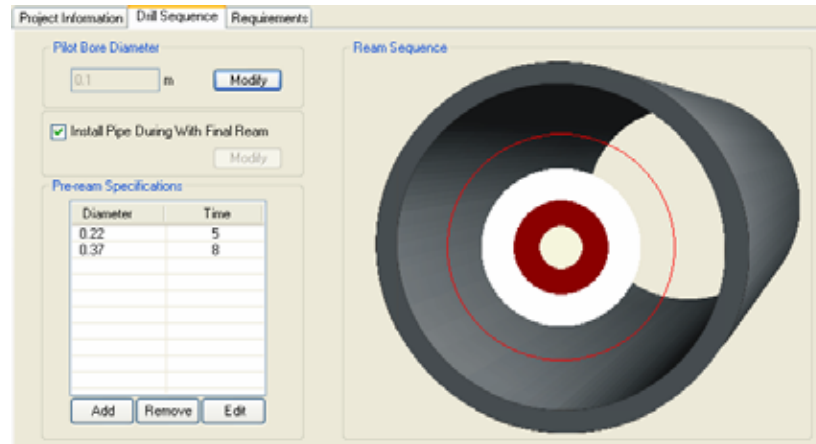 Project Information Drill Sequence Requirements
Pilot Bore Diameter
0.1 m Modify
Install Pipe During With Final Ream
Modify
Pre-ream Specifications
Diameter Time
0.22 5
0.37 8
Add Remove Edit
Ream Sequence